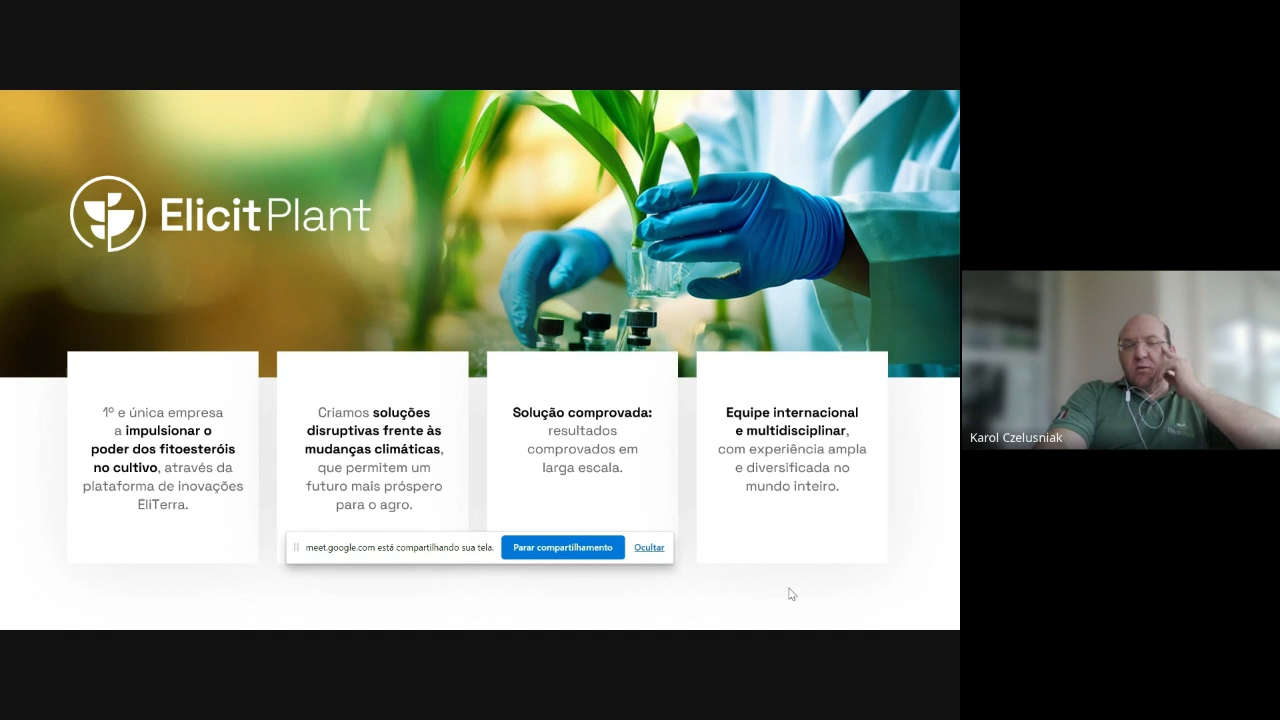 ElicitPlant
1º e única empresa
a impulsionar o
poder dos fitoesteróis
no cultivo, através da
plataforma de inovações
EliTerra.
Criamos soluções
disruptivas frente às
mudanças climáticas,
que permitem um
futuro mais próspero
para o agro.
Solução comprovada:
resultados
comprovados em
larga escala.
Equipe internacional
e multidisciplinar,
com experiência ampla
e diversificada no
mundo inteiro.
meet.google.com está compartilhando sua tela.
Parar compartilhamento
Ocultar
Karol Czelusniak